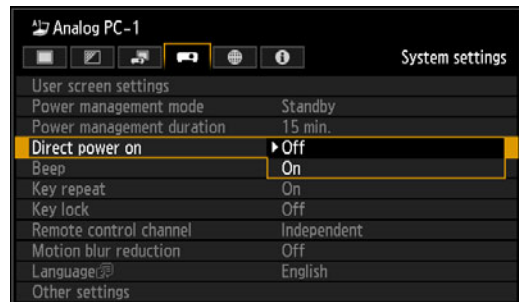 Analog PC-1
System settings
User screen settings
Power management mode Standby
Power management duration 15 min.
Direct power on Off
Beep On
Key repeat On
Key lock Off
Remote control channel Independent
Motion blur reduction Off
Language English
Other settings